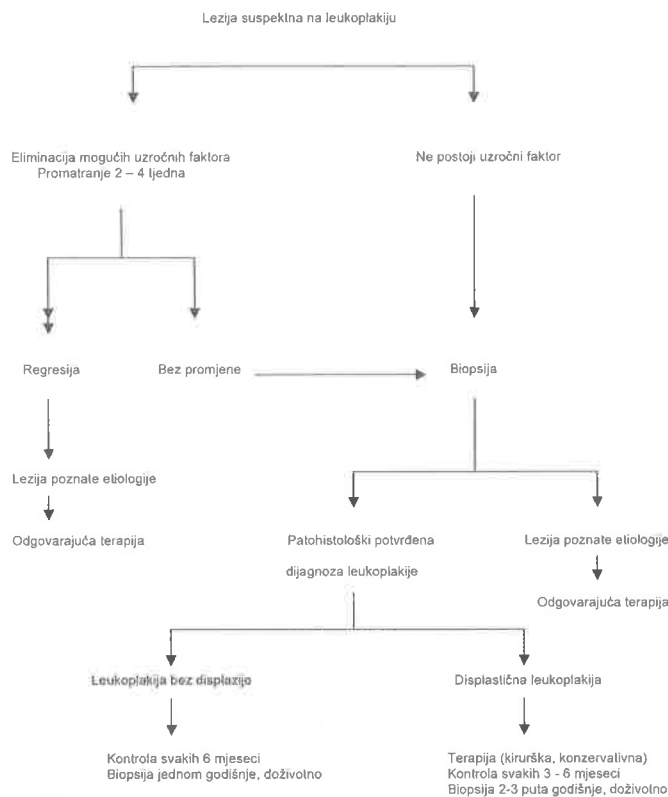 Lezija suspektna na leukoplakiju
Eliminacija mogućih uzročnih faktora
Promatranje 2 – 4 tjedna
Ne postoji uzročni faktor
Regresija
Bez promjene
Biopsija
Lezija poznate etiologije
Odgovarajuća terapija
Patohistološki potvrđena
dijagnoza leukoplakije
Lezija poznate etiologije
Odgovarajuća terapija
Leukoplakija bez displazije
Displastična leukoplakija
Kontrola svakih 6 mjeseci
Biopsija jednom godišnje, doživotno
Terapija (kirurška, konzervativna)
Kontrola svakih 3 - 6 mjeseci
Biopsija 2-3 puta godišnje, doživotno